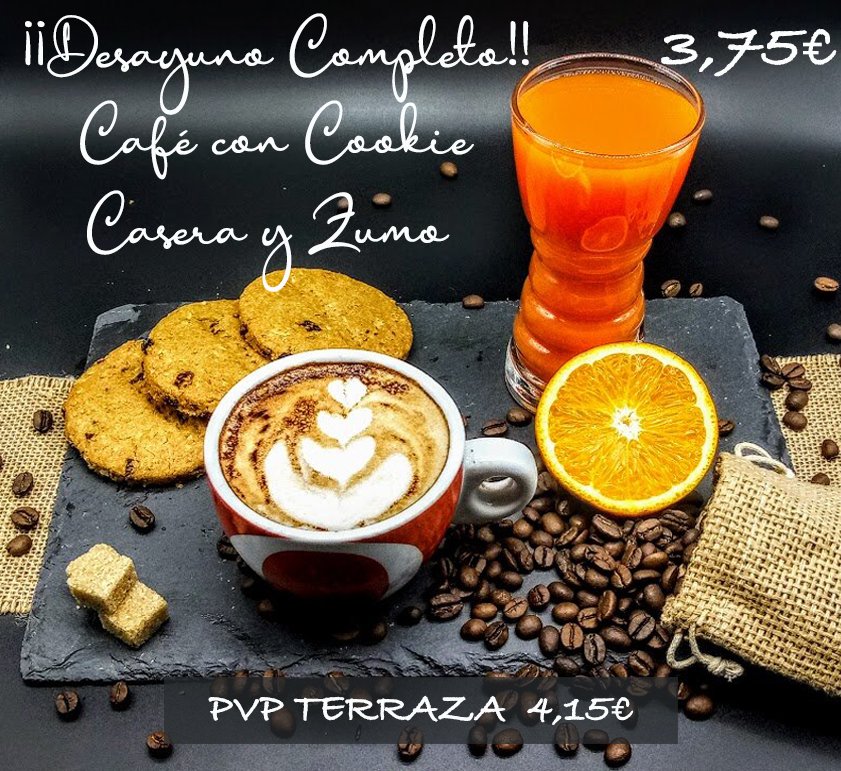 ¡¡Desayuno Completo!! 3,75€
Café con Cookie
Casera y Zumo
PVP TERRAZA 4,15€